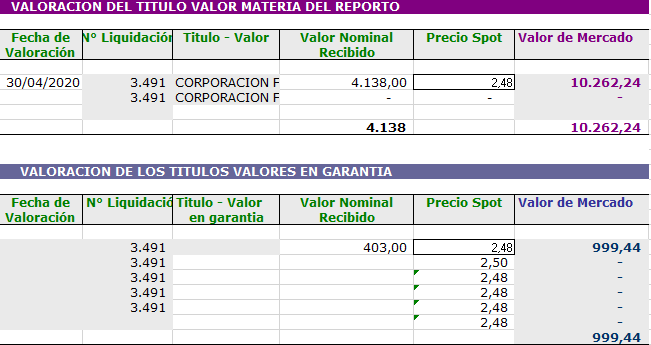 VALORACION DEL TITULO VALOR MATERIA DEL REPORTO
Fecha de Valoración N° Liquidación Titulo - Valor Valor Nominal Recibido Precio Spot Valor de Mercado
30/04/2020 3.491 CORPORACION F 4.138,00 2,48 10.262,24
3.491 CORPORACION F - - -
4.138 10.262,24
VALORACION DE LOS TITULOS VALORES EN GARANTIA
Fecha de Valoración N° Liquidació Titulo - Valor en garantia Valor Nominal Recibido Precio Spot Valor de Mercado
3.491 403,00 2,48 999,44
3.491 2,50 -
3.491 2,48 -
3.491 2,48 -
3.491 2,48 -
2,48 -
999,44